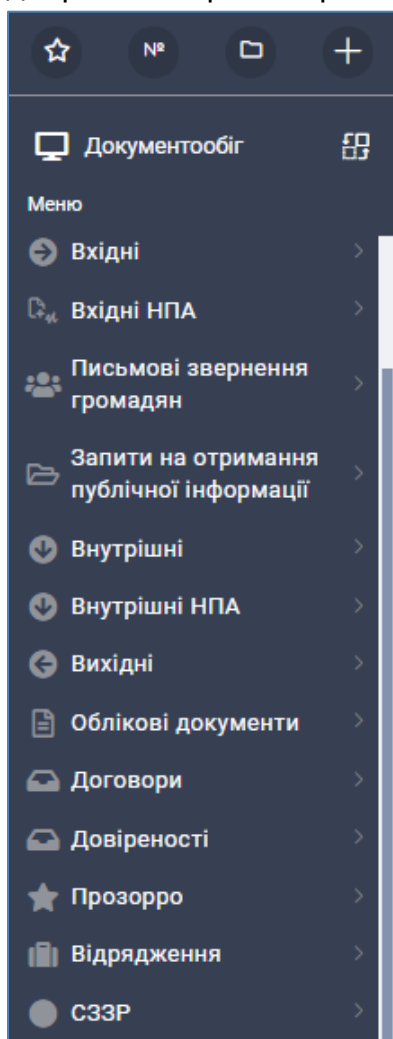 №
Документообіг
Меню
Вхідні
Вхідні НПА
Письмові звернення
громадян
Запити на отримання
публічної інформації
Внутрішні
Внутрішні НПА
Вихідні
Облікові документи
Договори
Довіреності
Прозорро
Відрядження
СЗЗР